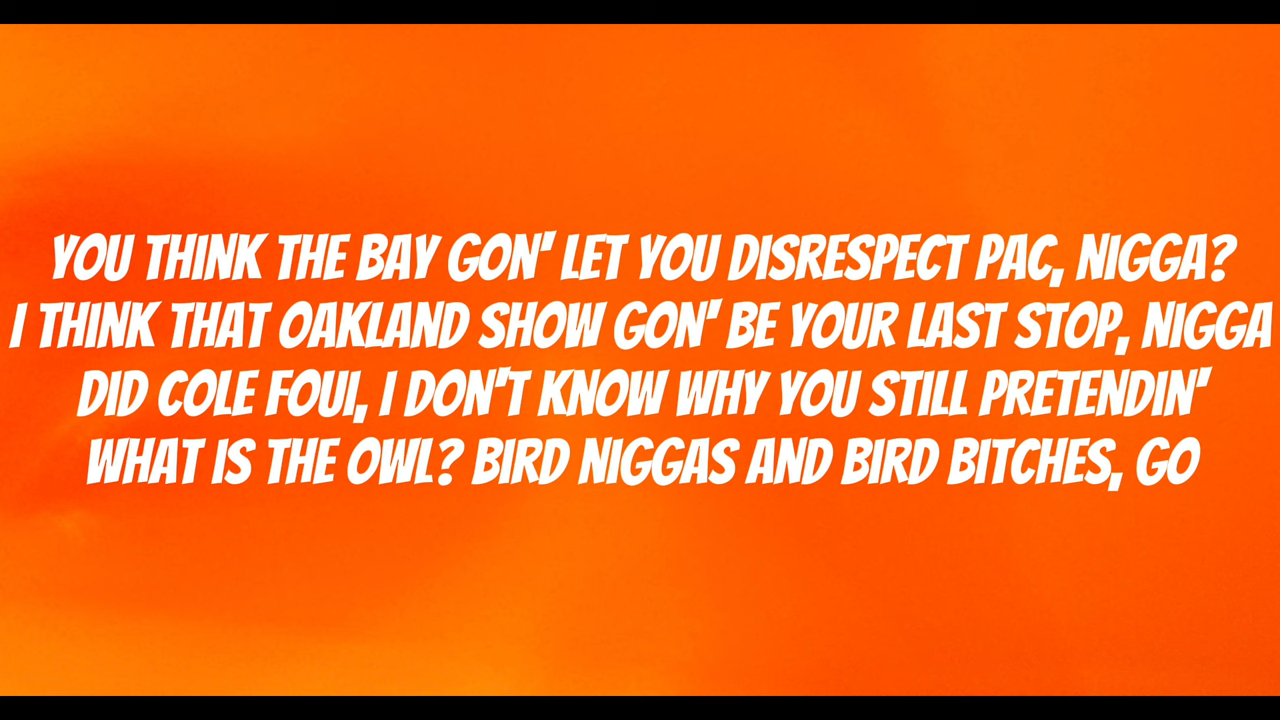 YOU THINK THE BAY GON' LET YOU DISRESPECT PAC, NIGGA?
I THINK THAT OAKLAND SHOW GON' BE YOUR LAST STOP, NIGGA
DID COLE FOUl, I DON'T KNOW WHY YOU STILL PRETENDIN'
WHAT IS THE OWL? BIRD NIGGAS AND BIRD BITCHES, GO